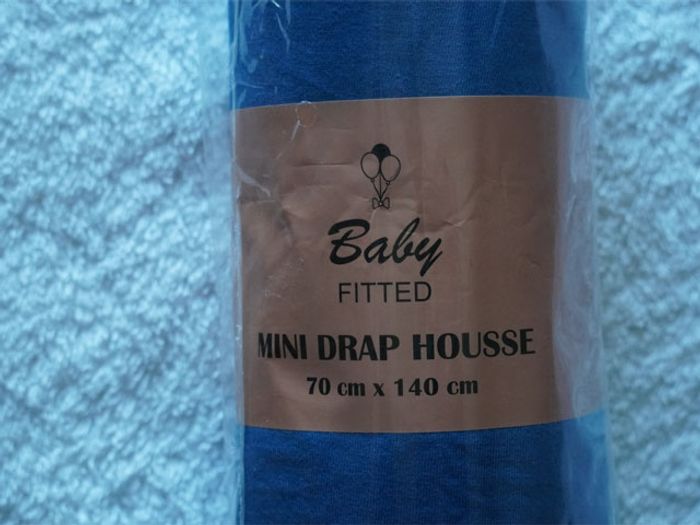 Baby
FITTED
MINI DRAP HOUSSE
70 cm x 140 cm